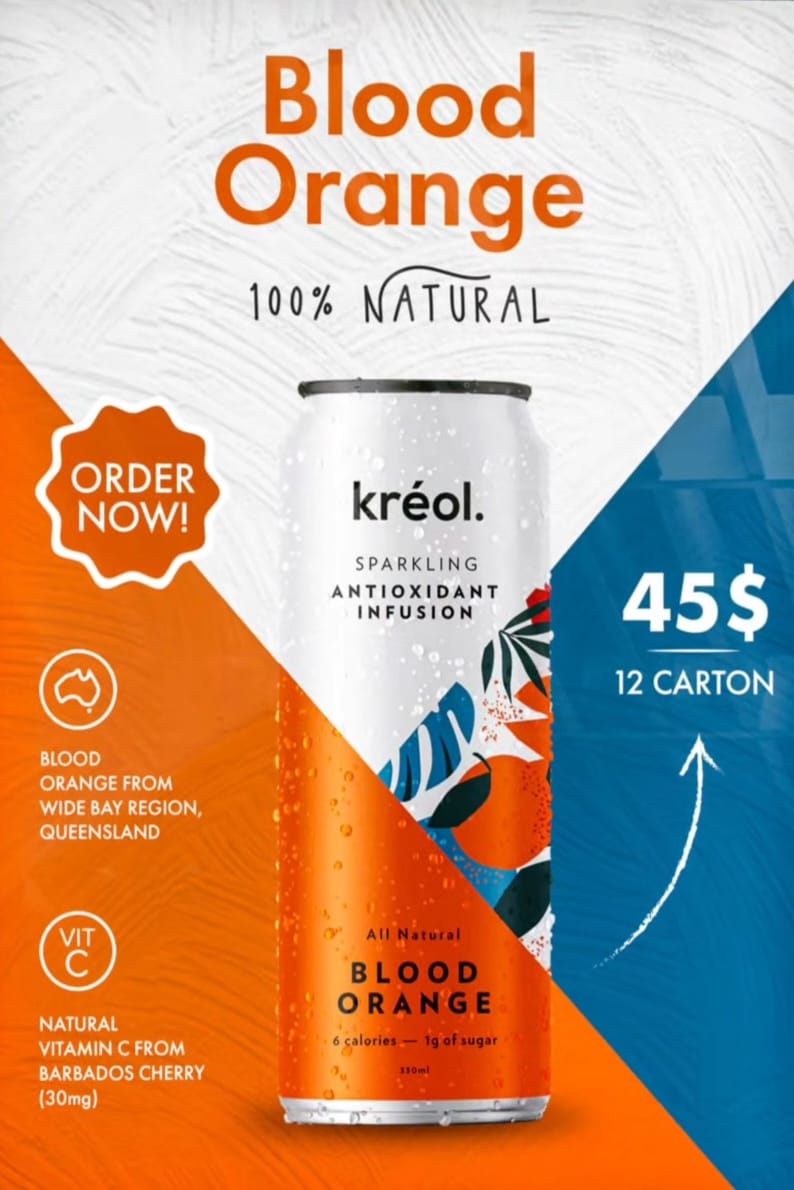 Blood
Orange
100% NATURAL
ORDER
NOW!
kréol.
SPARKLING
ANTIOXIDANT
INFUSION
45$
12 CARTON
BLOOD
ORANGE FROM
WIDE BAY REGION,
QUEENSLAND
VIT
C
NATURAL
VITAMIN C FROM
BARBADOS CHERRY
(30mg)
All Natural
BLOOD
ORANGE
6 calories — 1g of sugar
330ml